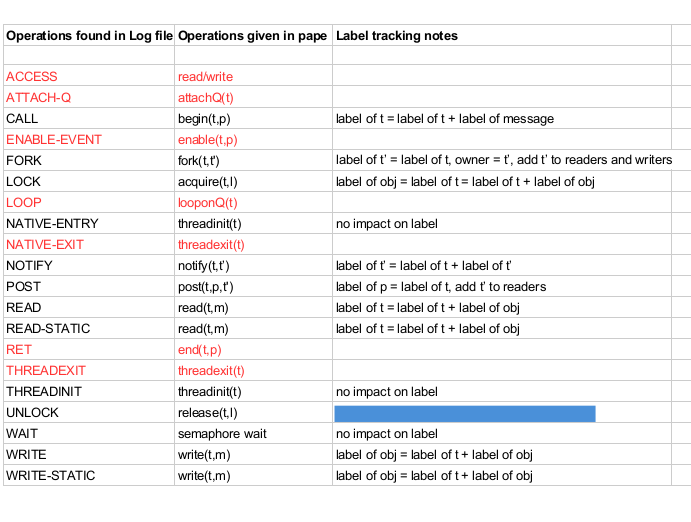 Operations found in Log file Operations given in pape Label tracking notes
ACCESS read/write
ATTACH-Q attachQ(t)
CALL begin(t,p) label of t = label of t + label of message
ENABLE-EVENT enable(t,p)
FORK fork(t,t') label of t' = label of t, owner = t', add t' to readers and writers
LOCK acquire(t,l) label of obj = label of t = label of t + label of obj
LOOP looponQ(t)
NATIVE-ENTRY threadinit(t) no impact on label
NATIVE-EXIT threadexit(t)
NOTIFY notify(t,t') label of t' = label of t + label of t'
POST post(t,p,t') label of p = label of t, add t' to readers
READ read(t,m) label of t = label of t + label of obj
READ-STATIC read(t,m) label of t = label of t + label of obj
RET end(t,p)
THREADEXIT threadexit(t)
THREADINIT threadinit(t) no impact on label
UNLOCK release(t,l)
WAIT semaphore wait no impact on label
WRITE write(t,m) label of obj = label of t + label of obj
WRITE-STATIC write(t,m) label of obj = label of t + label of obj